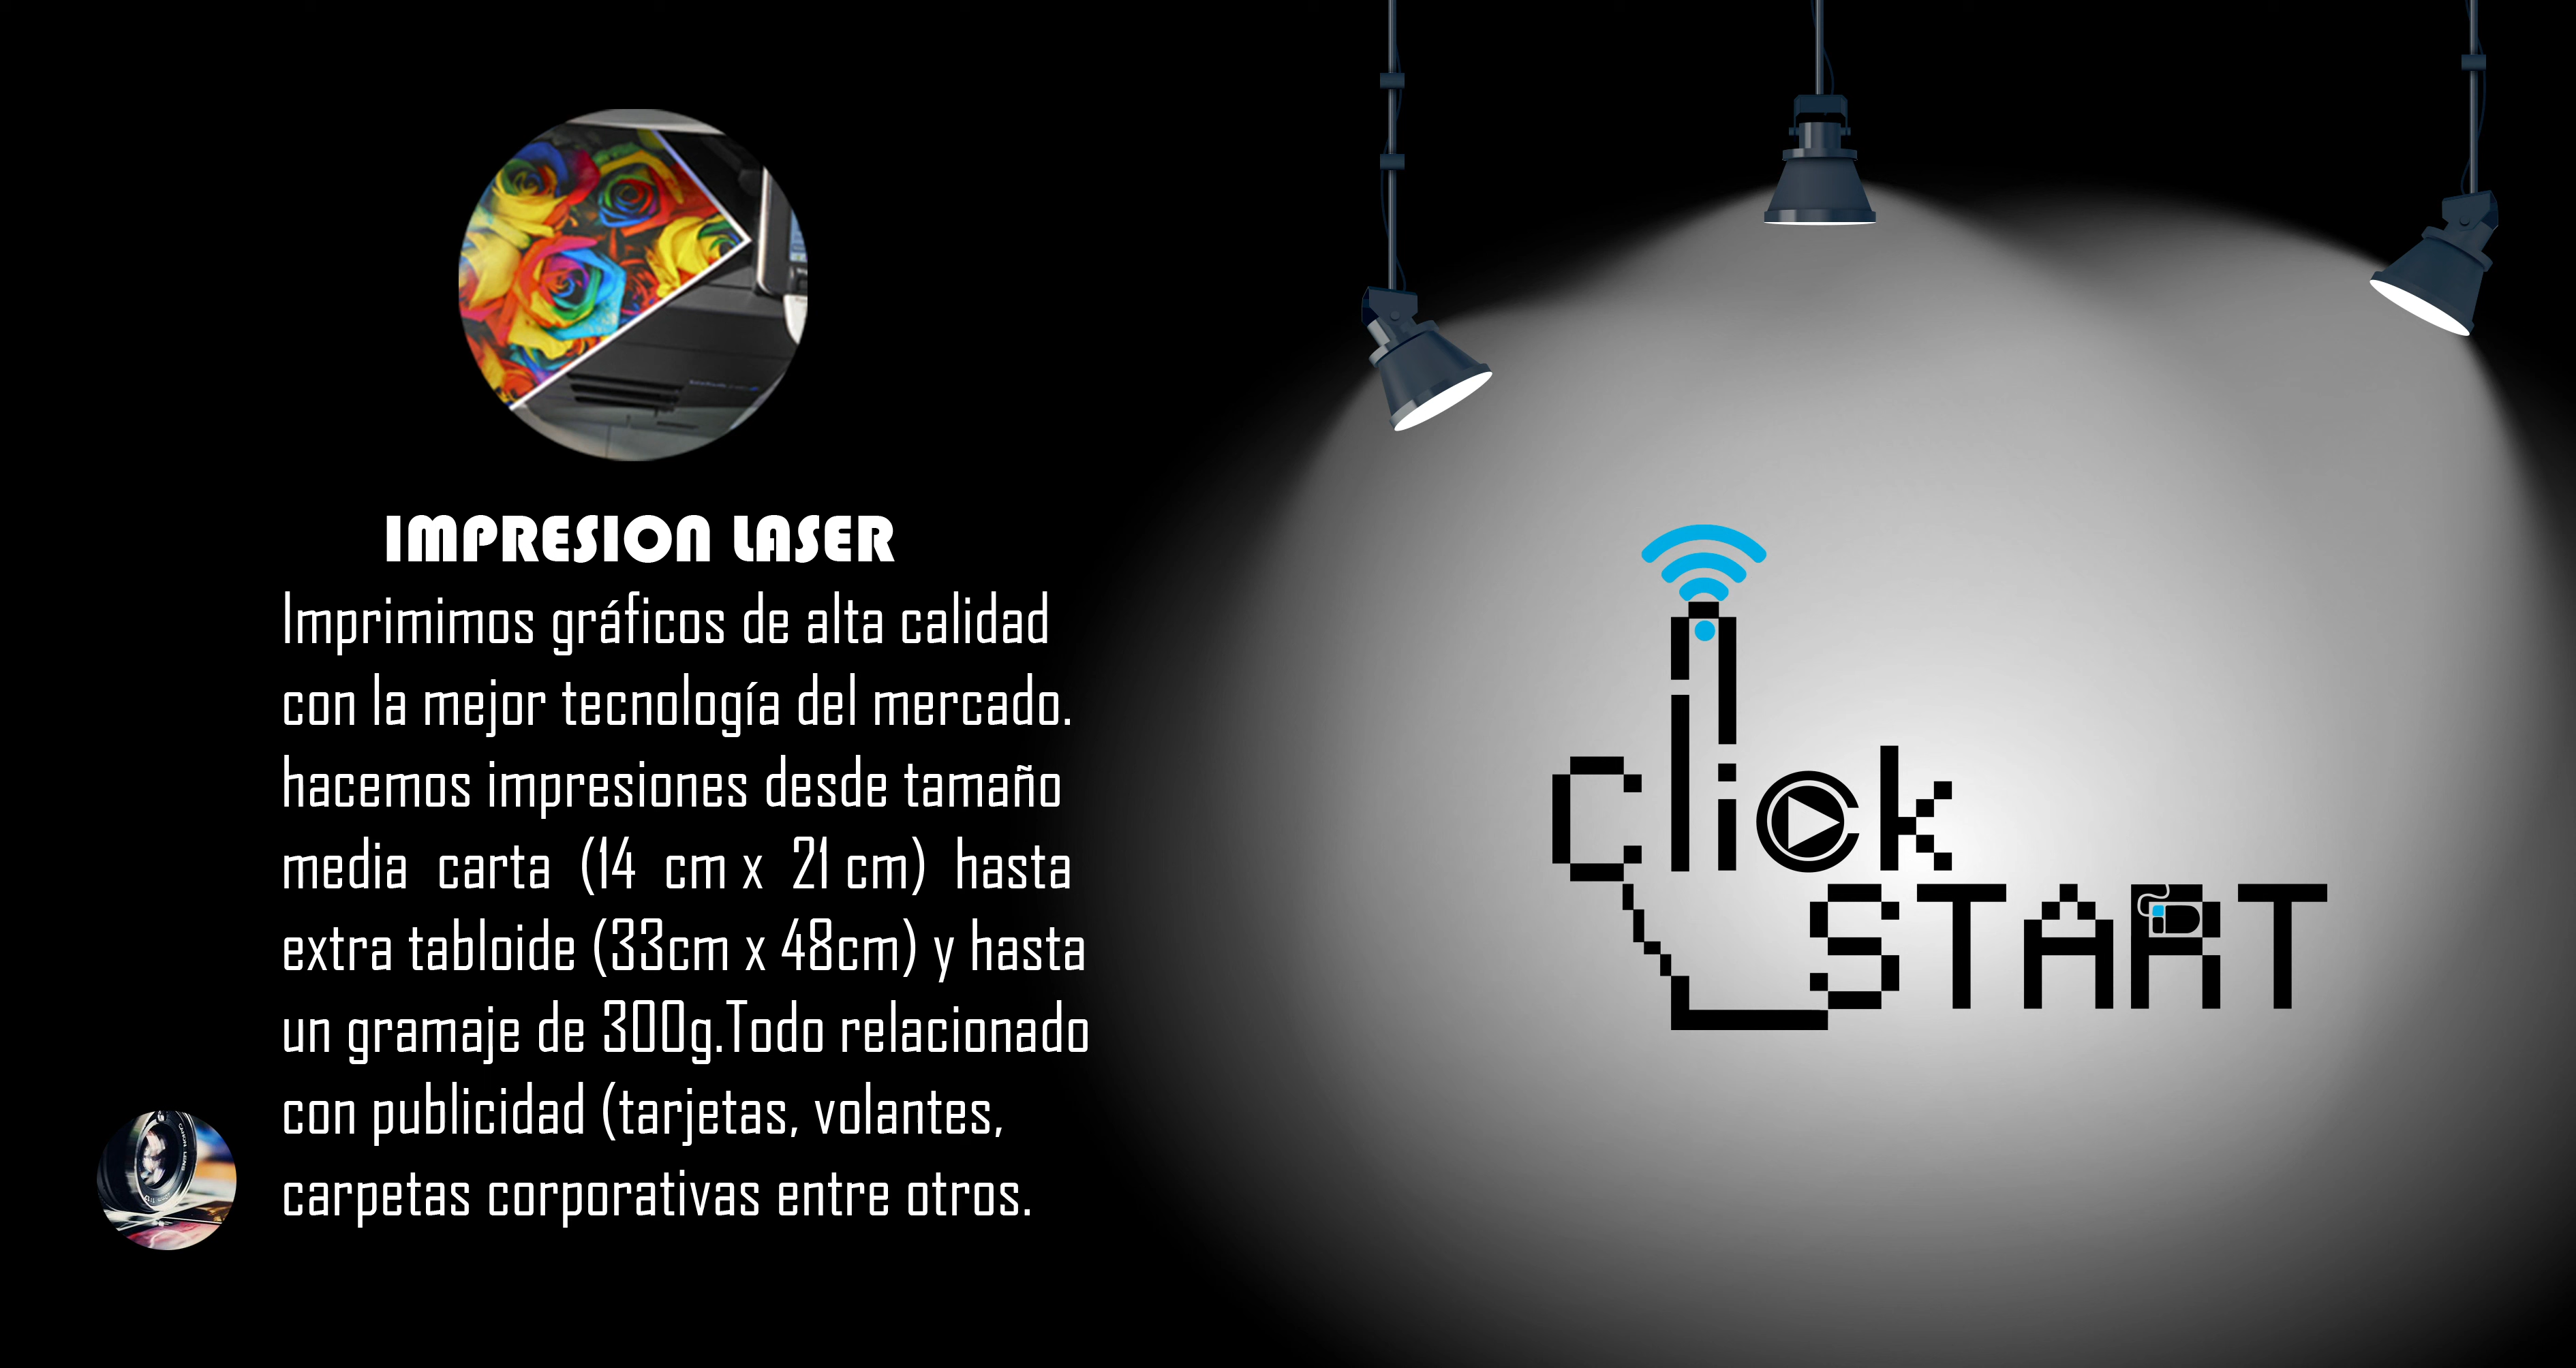 IMPRESION LASER
Imprimimos gráficos de alta calidad
con la mejor tecnología del mercado.
hacemos impresiones desde tamaño
media carta (14 cm x 21 cm) hasta
extra tabloide (33cm x 48cm) y hasta
un gramaje de 300g.Todo relacionado
con publicidad (tarjetas, volantes,
carpetas corporativas entre otros.
CANON LENS
click
START